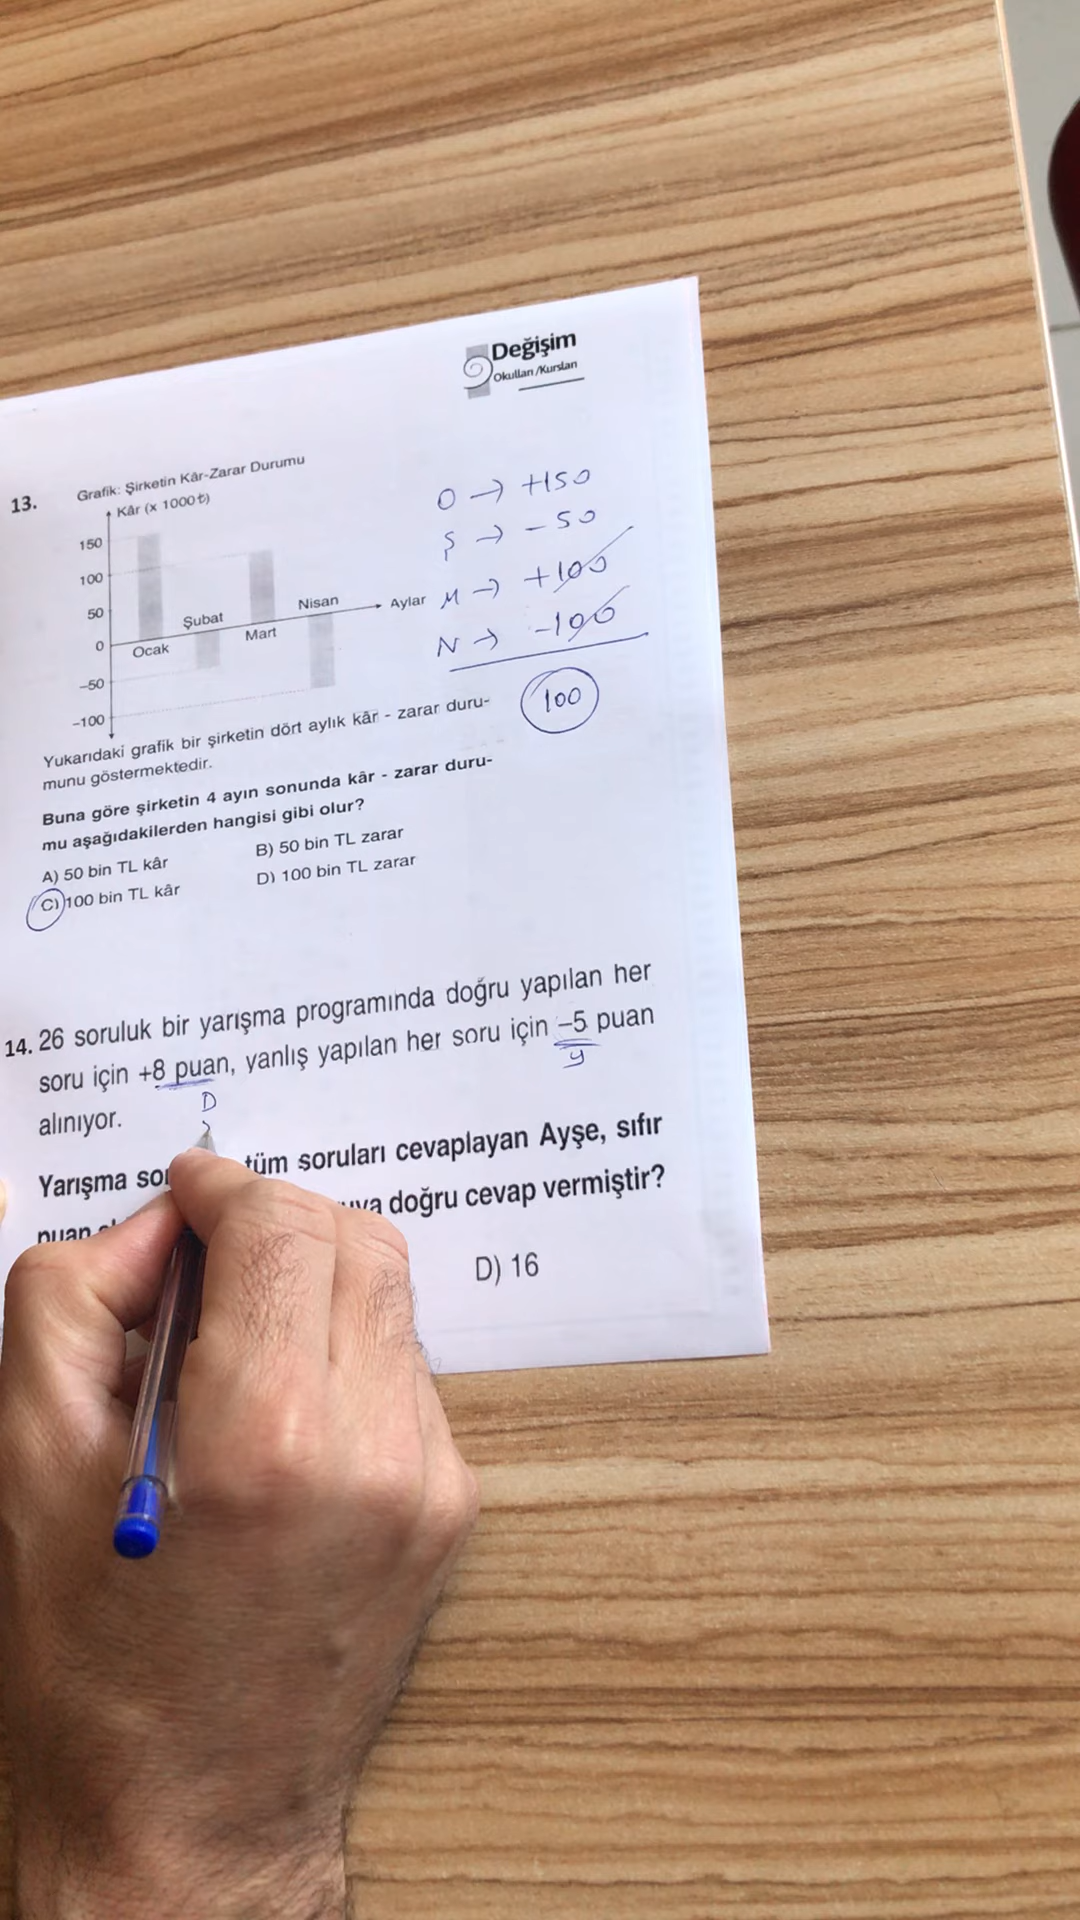 Değişim
Okulları/Kursları
13.
Grafik: Şirketin Kâr-Zarar Durumu
Kâr (x 1000₺)
150
100
50
0
-50
-100
Ocak
Şubat
Mart
Nisan
Aylar
O → +150
Ş → -50
M → +100
N → -100
100
Yukarıdaki grafik bir şirketin dört aylık kâr - zarar duru-
munu göstermektedir.
Buna göre şirketin 4 ayın sonunda kâr - zarar duru-
mu aşağıdakilerden hangisi gibi olur?
A) 50 bin TL kâr
B) 50 bin TL zarar
C) 100 bin TL kâr
D) 100 bin TL zarar
14. 26 soruluk bir yarışma programında doğru yapılan her
soru için +8 puan, yanlış yapılan her soru için -5 puan
D
y
alınıyor.
Yarışma tüm soruları cevaplayan Ayşe, sıfır
puan doğru cevap vermiştir?
D) 16